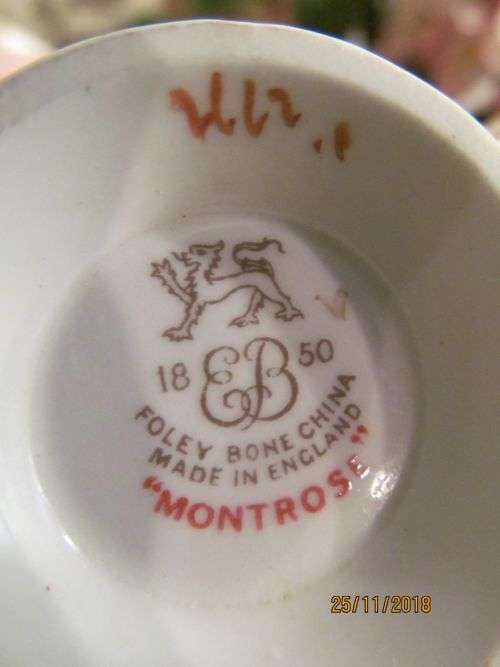 18 EB 50
FOLEY BONE CHINA
MADE IN ENGLAND
"MONTROSE"
25/11/2018